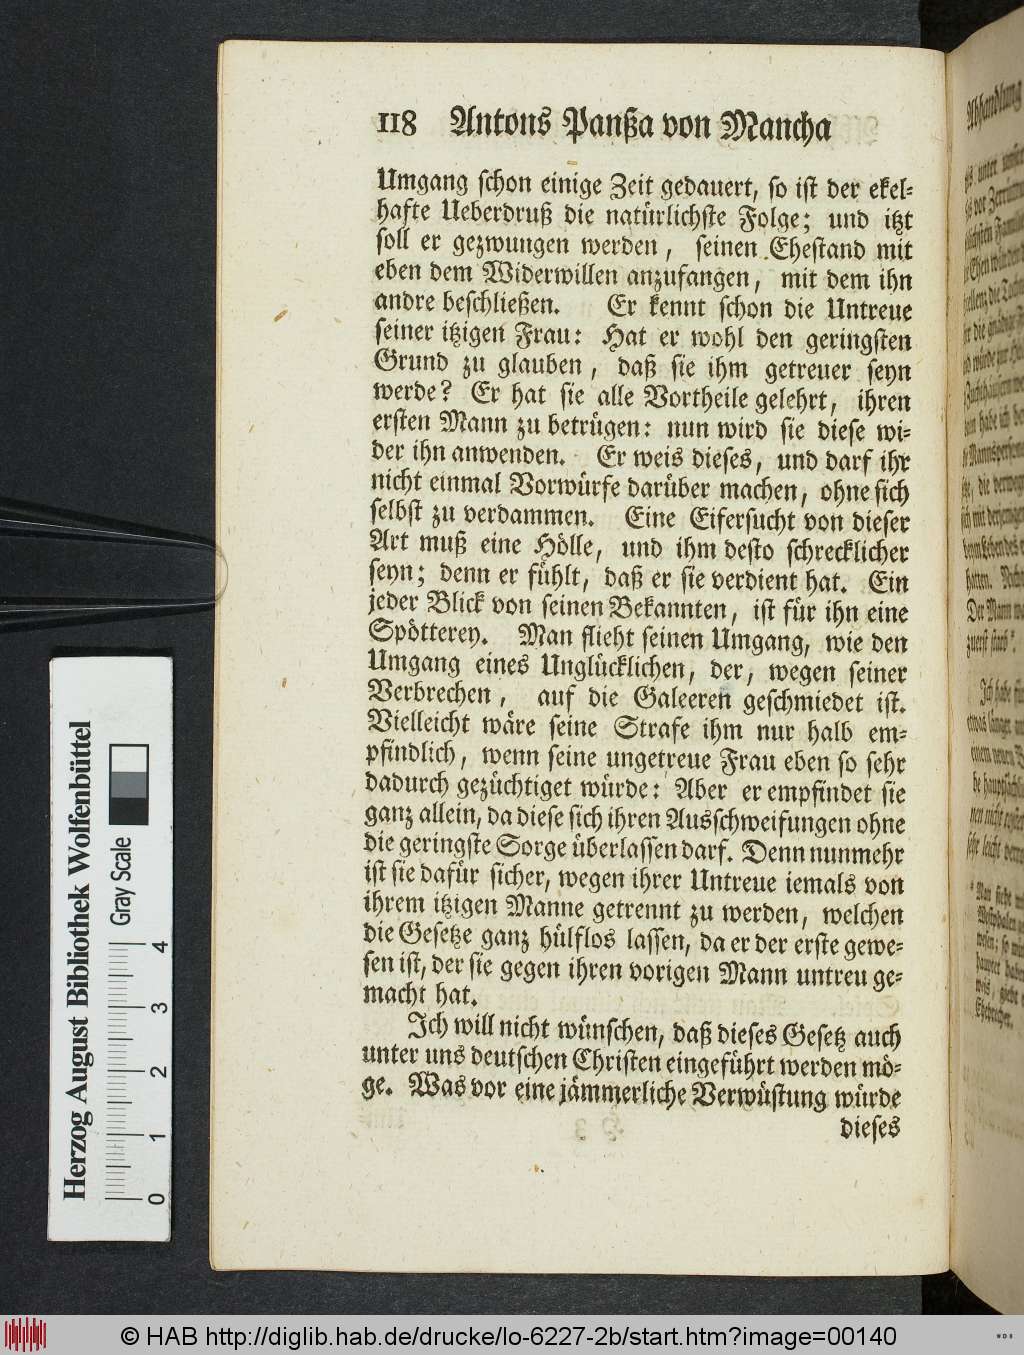 118 Antons Panßa von Mancha
Umgang schon einige Zeit gedauert, so ist der ekel-
hafte Ueberdruß die natürlichste Folge; und itzt
soll er gezwungen werden, seinen Ehestand mit
eben dem Widerwillen anzufangen, mit dem ihn
andre beschließen. Er kennt schon die Untreue
seiner itzigen Frau: Hat er wohl den geringsten
Grund zu glauben, daß sie ihm getreuer seyn
werde? Er hat sie alle Vortheile gelehrt, ihren
ersten Mann zu betrügen: nun wird sie diese wi-
der ihn anwenden. Er weis dieses, und darf ihr
nicht einmal Vorwürfe darüber machen, ohne sich
selbst zu verdammen. Eine Eifersucht von dieser
Art muß eine Hölle, und ihm desto schrecklicher
seyn; denn er fühlt, daß er sie verdient hat. Ein
jeder Blick von seinen Bekannten, ist für ihn eine
Spötterey. Man flieht seinen Umgang, wie den
Umgang eines Unglücklichen, der, wegen seiner
Verbrechen, auf die Galeeren geschmiedet ist.
Vielleicht wäre seine Strafe ihm nur halb em-
pfindlich, wenn seine ungetreue Frau eben so sehr
dadurch gezüchtiget würde: Aber er empfindet sie
ganz allein, da diese sich ihren Ausschweifungen ohne
die geringste Sorge überlassen darf. Denn nunmehr
ist sie dafür sicher, wegen ihrer Untreue iemals von
ihrem itzigen Manne getrennt zu werden, welchen
die Gesetze ganz hülflos lassen, da er der erste gewe-
sen ist, der sie gegen ihren vorigen Mann untreu ge-
macht hat.
Ich will nicht wünschen, daß dieses Gesetz auch
unter uns deutschen Christen eingeführt werden mö-
ge. Was vor eine jämmerliche Verwüstung würde
dieses
Herzog August Bibliothek Wolfenbüttel
Gray Scale
0 1 2 3 4
Abhandlung
© HAB http://diglib.hab.de/drucke/lo-6227-2b/start.htm?image=00140